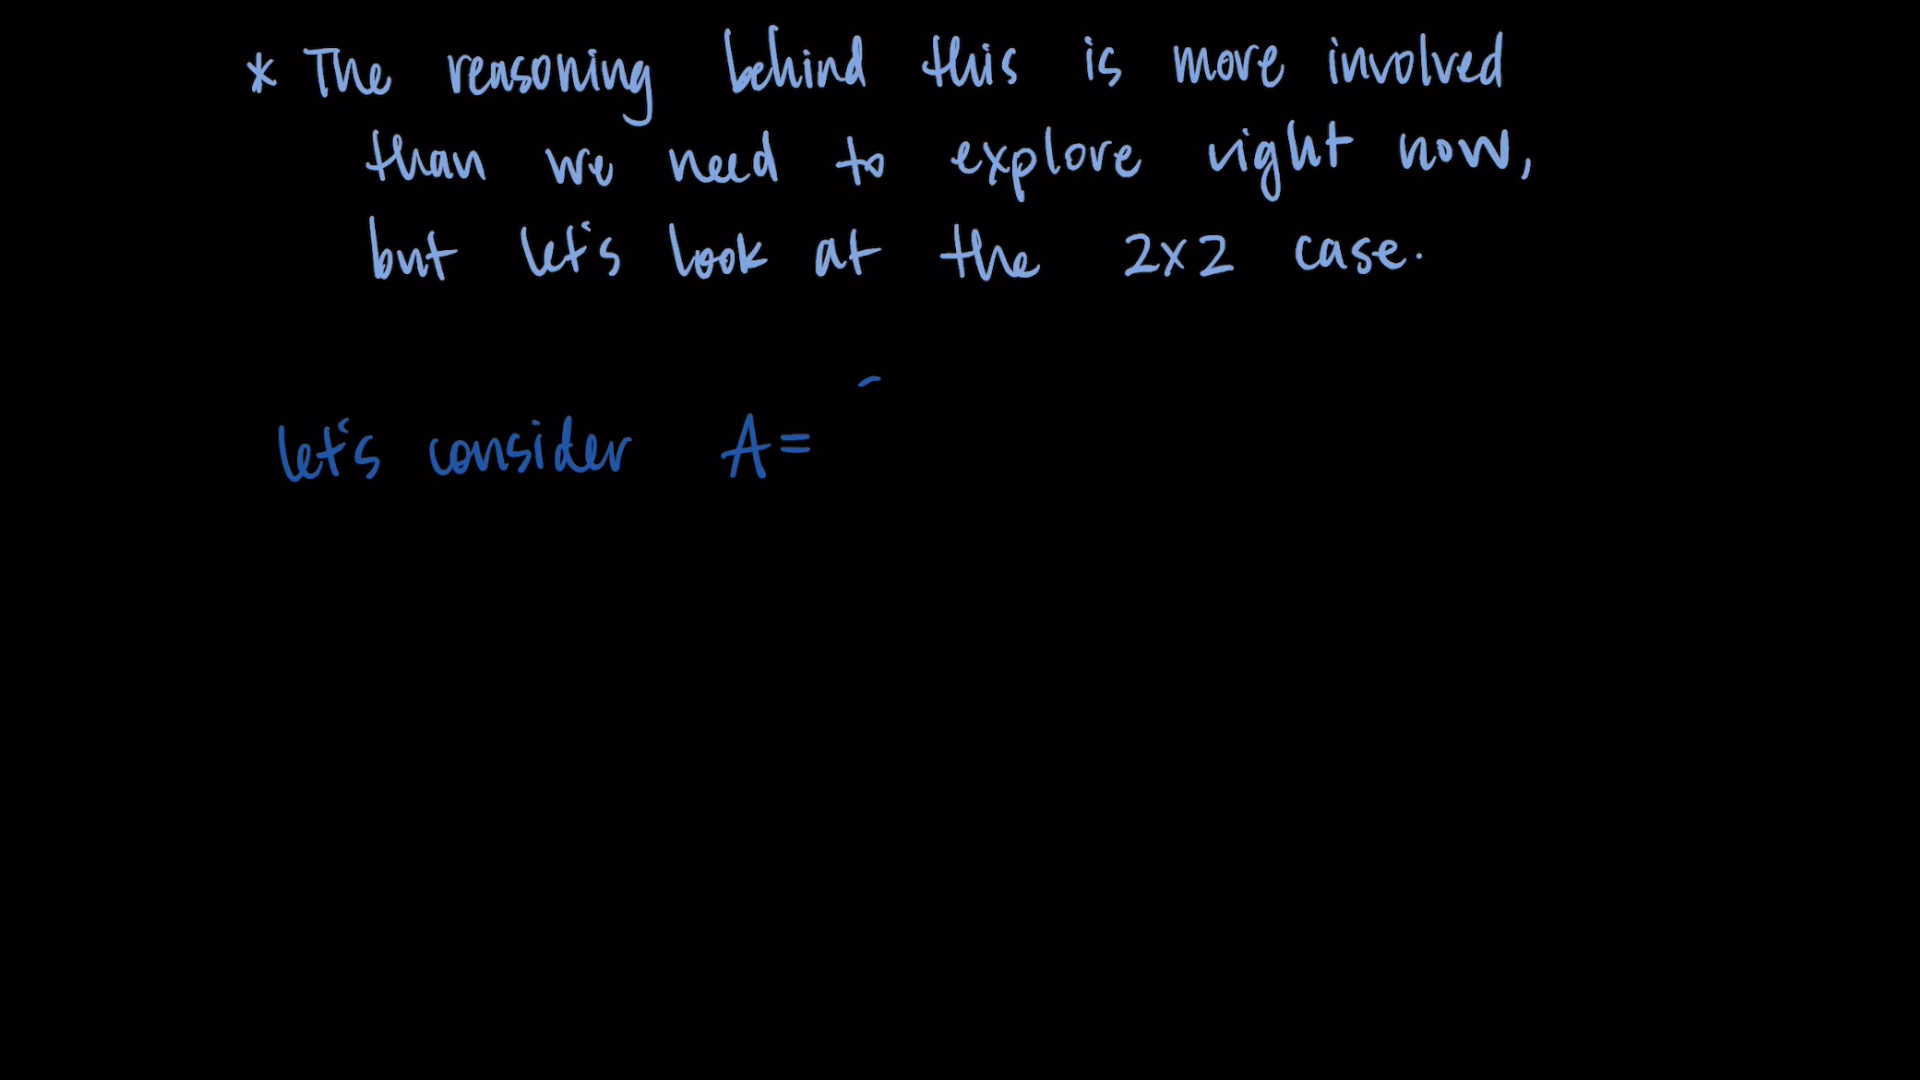 * The reasoning behind this is more involved
than we need to explore right now,
but let's look at the 2x2 case.
let's consider A=